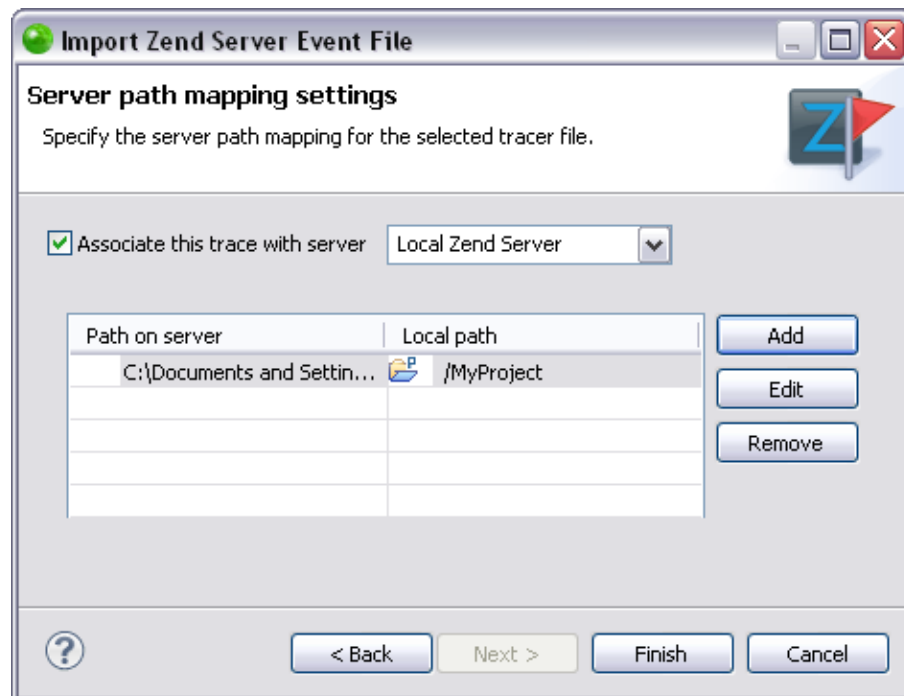 Import Zend Server Event File
Server path mapping settings
Specify the server path mapping for the selected tracer file.
Associate this trace with server Local Zend Server
Path on server Local path Add
C:\Documents and Settin... /MyProject
Edit
Remove
< Back Next > Finish Cancel